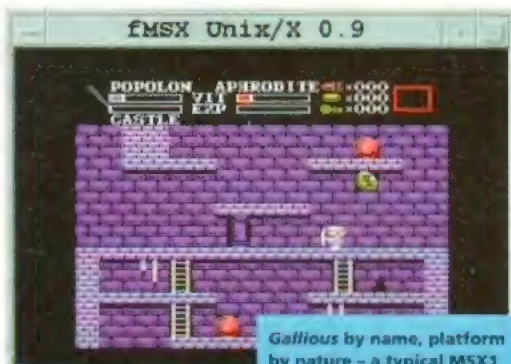 fMSX Unix/X 0.9
POPOLON APHRODITE ×000
VIT ×000
EXP ×000
CASTLE
Gallious by name, platform
by nature – a typical MSX1